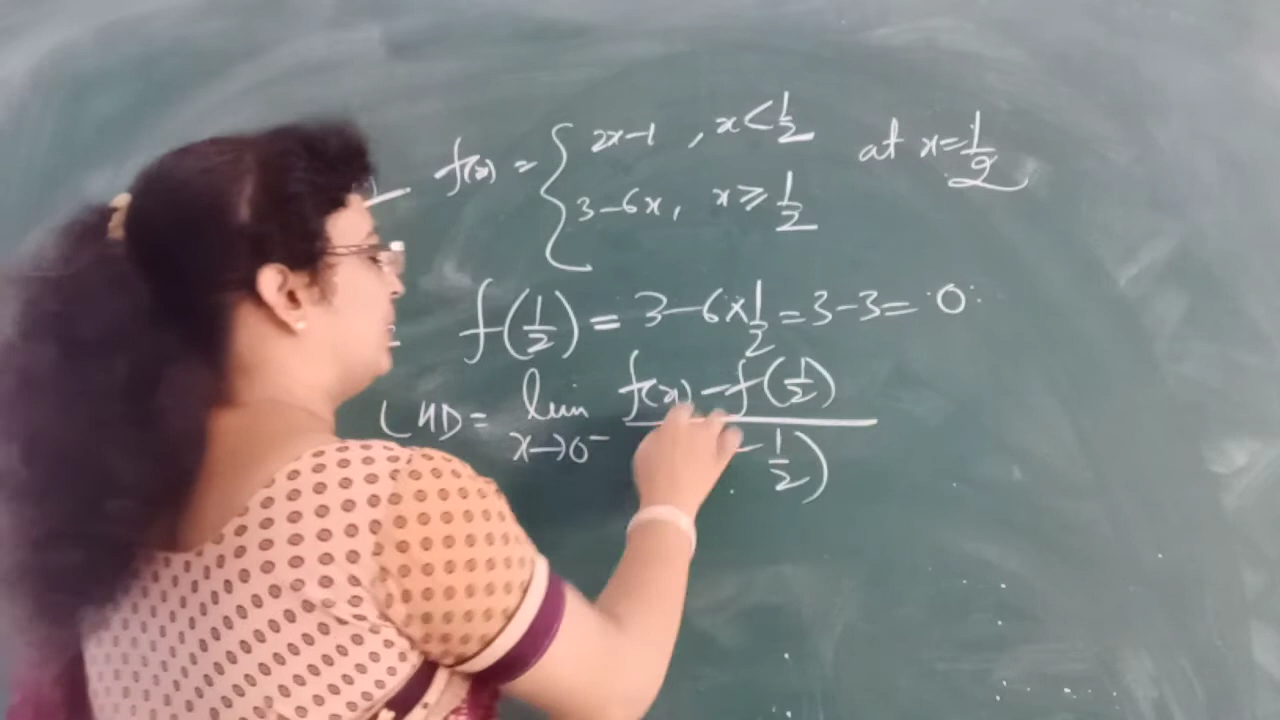 f(x) = { 2x-1 , x < 1/2 at x = 1/2
3-6x , x ≥ 1/2
f(1/2) = 3-6×1/2 = 3-3 = 0
LHD = lim x→0⁻ f(x) - f(1/2)
- 1/2)